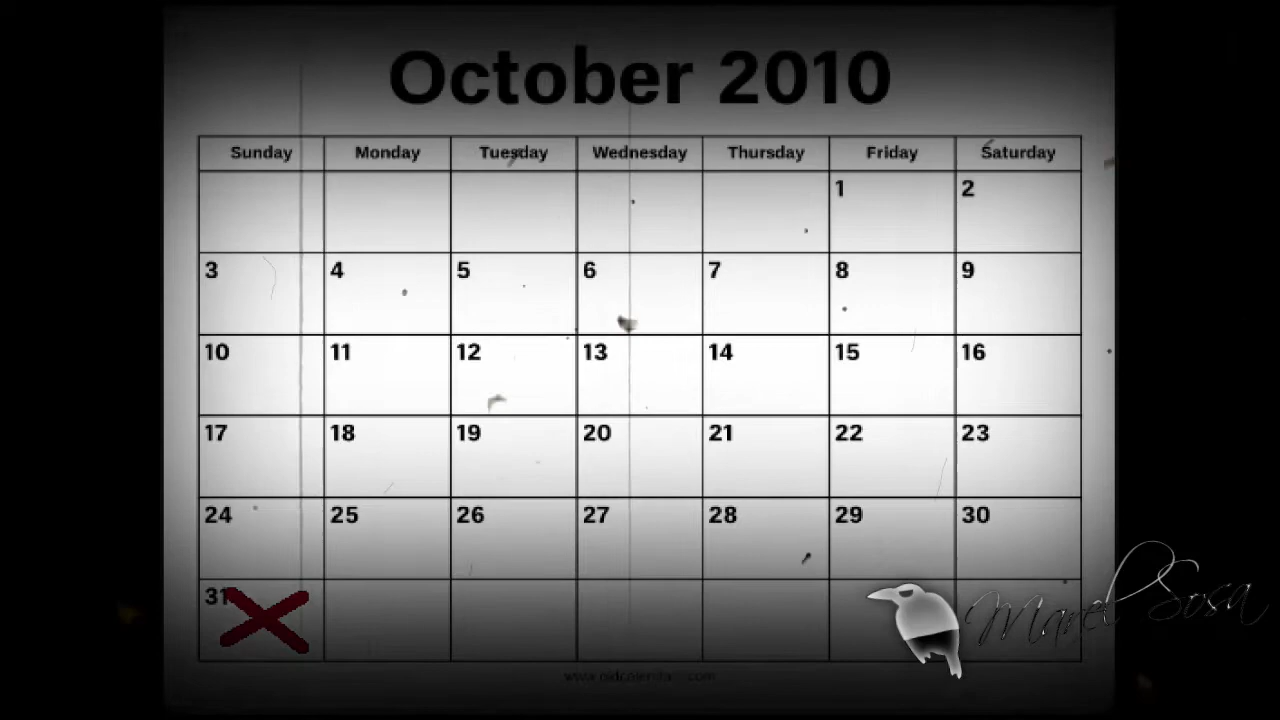 October 2010
Sunday Monday Tuesday Wednesday Thursday Friday Saturday
1 2
3 4 5 6 7 8 9
10 11 12 13 14 15 16
17 18 19 20 21 22 23
24 25 26 27 28 29 30
31
Marel Sosa